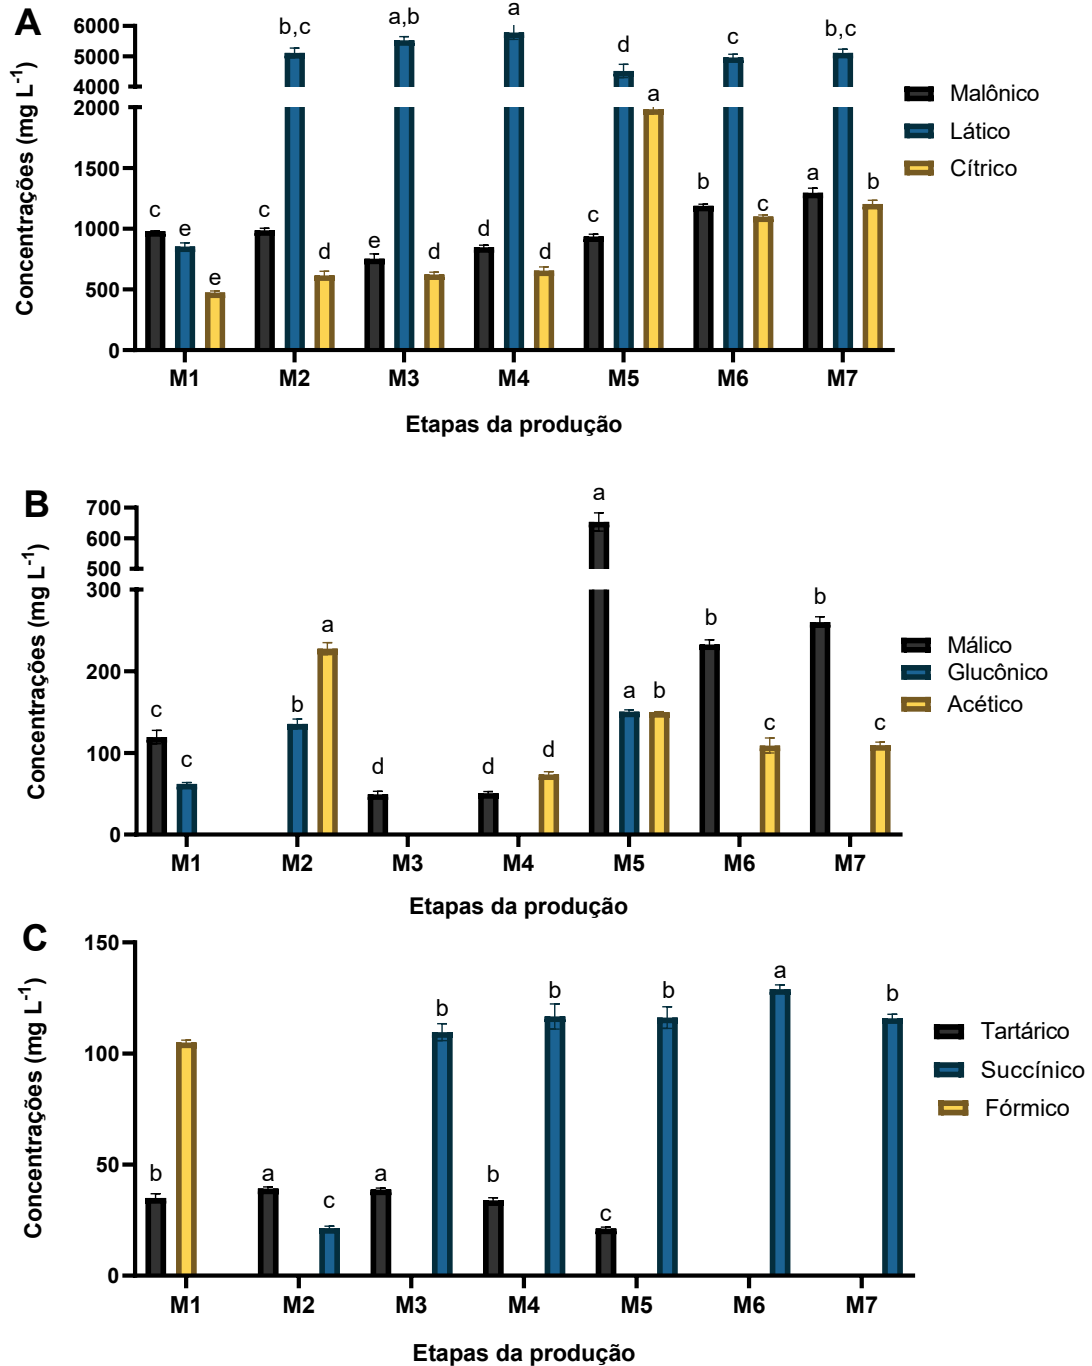 A
Concentrações (mg L⁻¹)
6000
5000
4000
2000
1500
1000
500
0
c e e
c b,c d
e a,b d
d a d
c d a
b c c
a b,c b
M1 M2 M3 M4 M5 M6 M7
Etapas da produção
Malônico
Lático
Cítrico
B
Concentrações (mg L⁻¹)
700
600
500
300
200
100
0
c c
b a
d
d d
a a b
b c
b c
M1 M2 M3 M4 M5 M6 M7
Etapas da produção
Málico
Glucônico
Acético
C
Concentrações (mg L⁻¹)
150
100
50
0
b
a c
a b
b b
c b
a
b
M1 M2 M3 M4 M5 M6 M7
Etapas da produção
Tartárico
Succínico
Fórmico